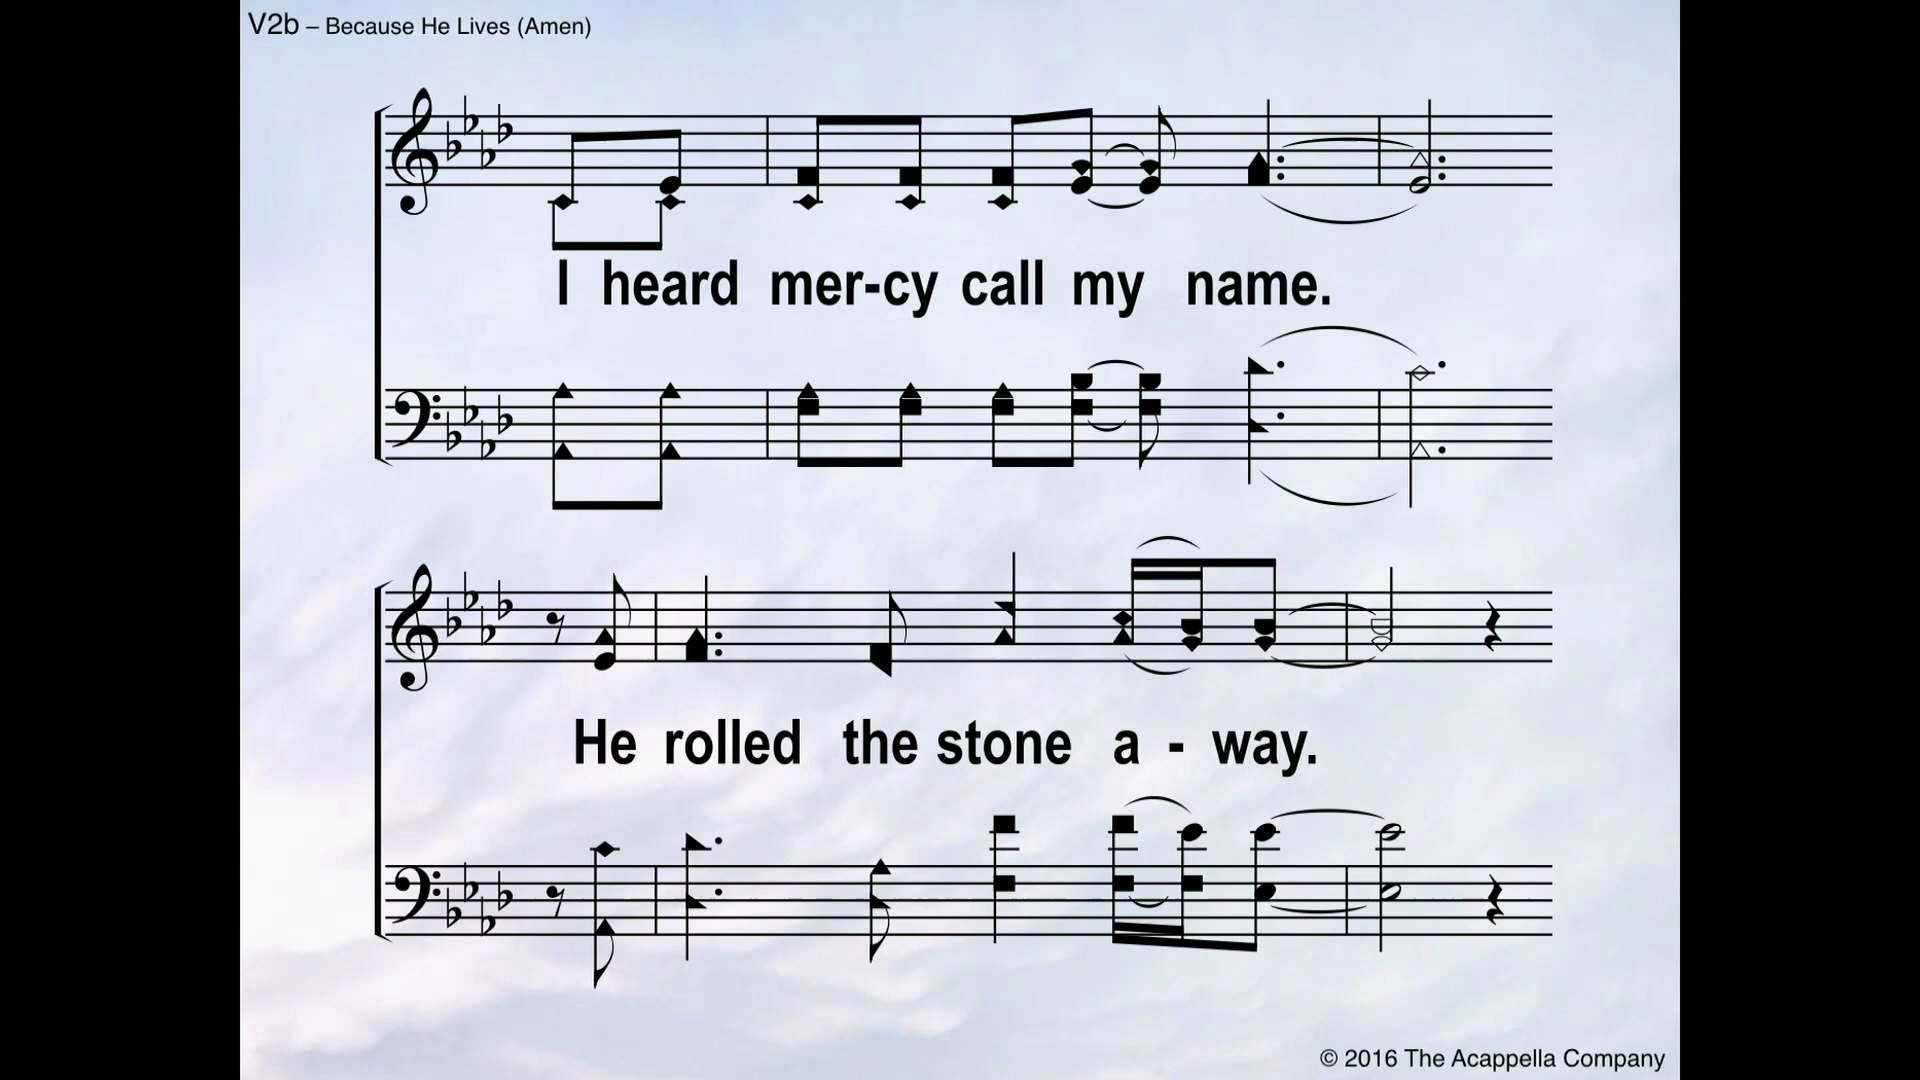 V2b – Because He Lives (Amen)
I heard mer-cy call my name.
He rolled the stone a - way.
© 2016 The Acappella Company